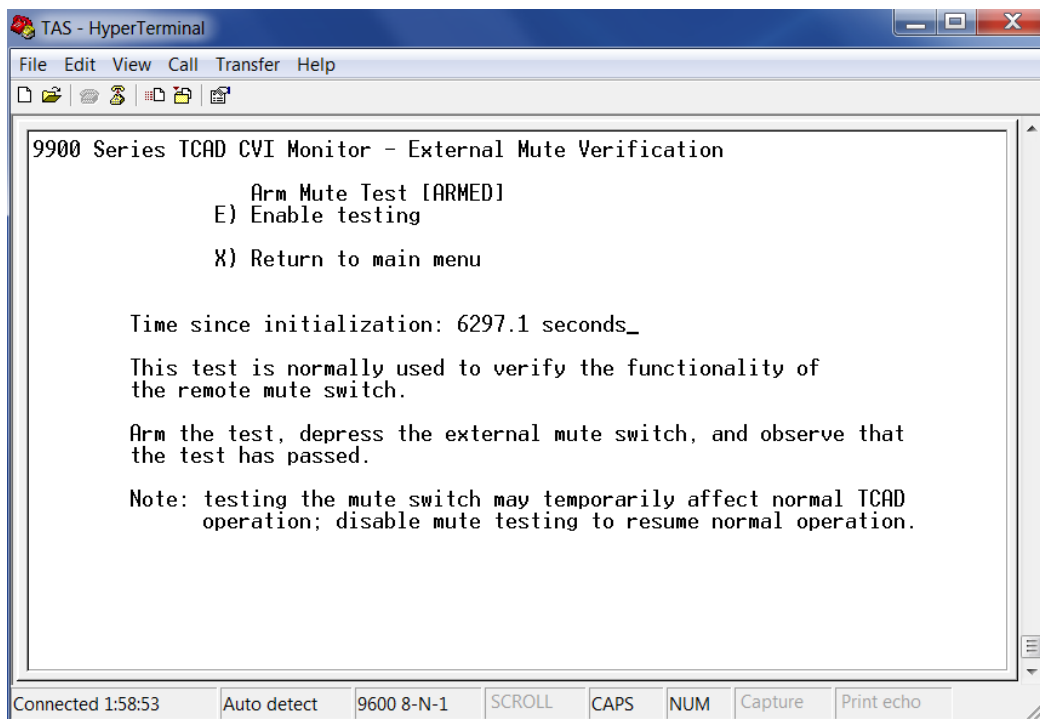 TAS - HyperTerminal
File Edit View Call Transfer Help
9900 Series TCAD CVI Monitor - External Mute Verification
Arm Mute Test [ARMED]
E) Enable testing
X) Return to main menu
Time since initialization: 6297.1 seconds_
This test is normally used to verify the functionality of
the remote mute switch.
Arm the test, depress the external mute switch, and observe that
the test has passed.
Note: testing the mute switch may temporarily affect normal TCAD
operation; disable mute testing to resume normal operation.
Connected 1:58:53 Auto detect 9600 8-N-1 SCROLL CAPS NUM Capture Print echo